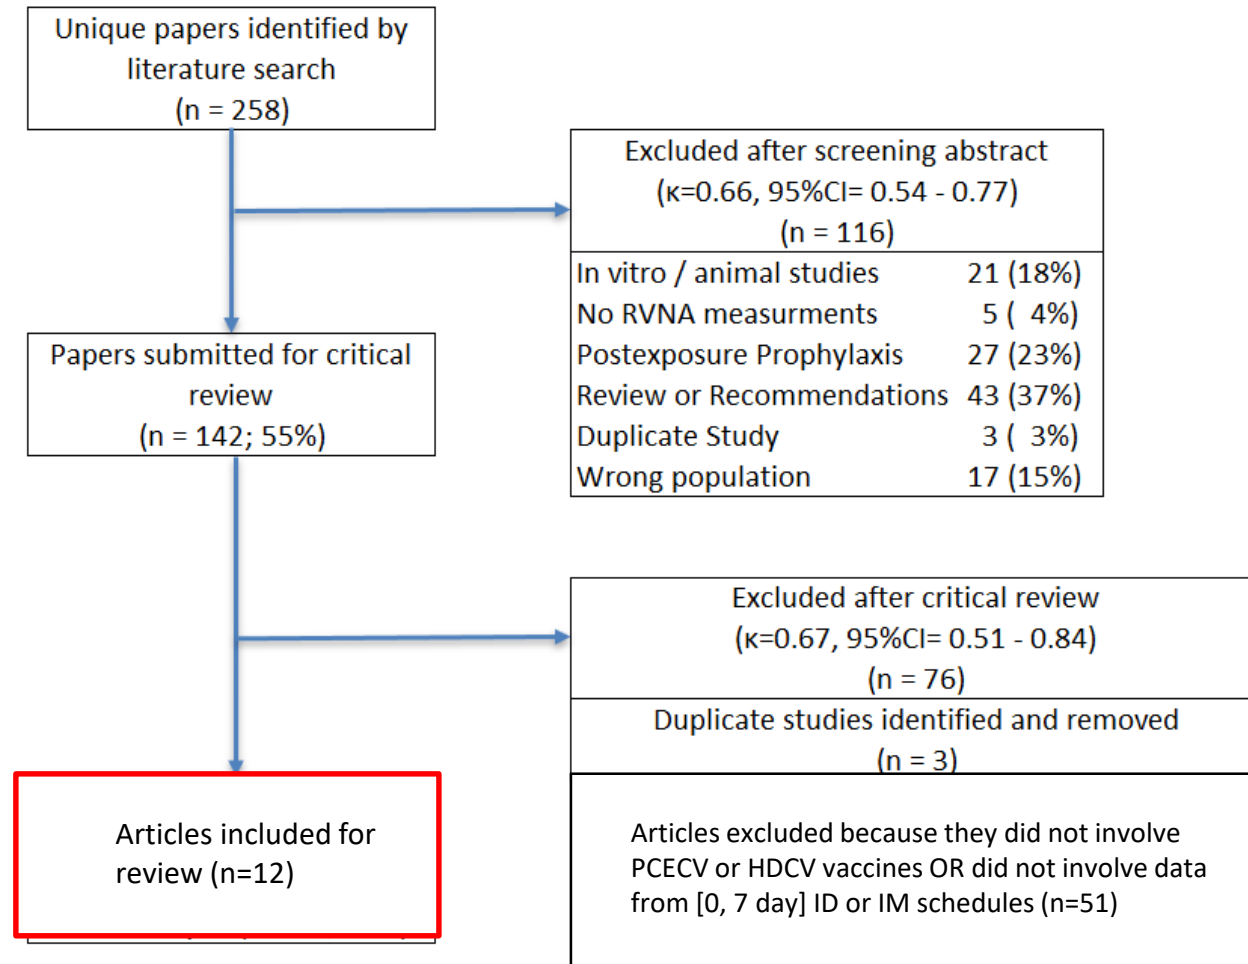 Unique papers identified by
literature search
(n = 258)
Excluded after screening abstract
(κ=0.66, 95%CI= 0.54 - 0.77)
(n = 116)
In vitro / animal studies 21 (18%)
No RVNA measurments 5 ( 4%)
Postexposure Prophylaxis 27 (23%)
Review or Recommendations 43 (37%)
Duplicate Study 3 ( 3%)
Wrong population 17 (15%)
Papers submitted for critical
review
(n = 142; 55%)
Excluded after critical review
(κ=0.67, 95%CI= 0.51 - 0.84)
(n = 76)
Duplicate studies identified and removed
(n = 3)
Articles included for
review (n=12)
Articles excluded because they did not involve
PCECV or HDCV vaccines OR did not involve data
from [0, 7 day] ID or IM schedules (n=51)